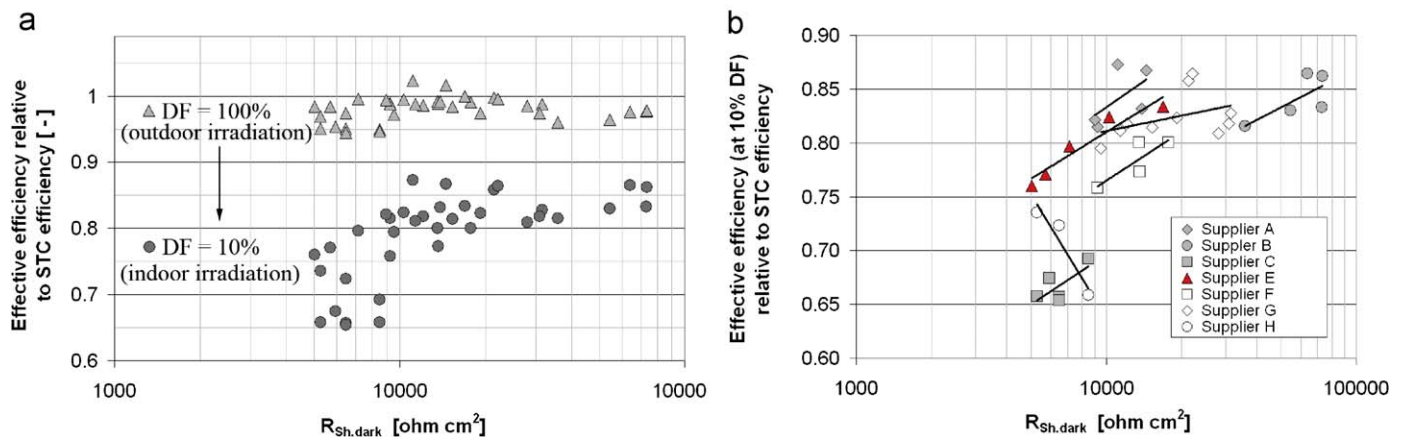 a
Effective efficiency relative
to STC efficiency [ - ]
1
0.9
0.8
0.7
0.6
DF = 100%
(outdoor irradiation)
DF = 10%
(indoor irradiation)
1000
10000
10000
R_Sh.dark [ohm cm²]
b
Effective efficiency (at 10% DF)
relative to STC efficiency
0.90
0.85
0.80
0.75
0.70
0.65
0.60
Supplier A
Supplier B
Supplier C
Supplier E
Supplier F
Supplier G
Supplier H
1000
10000
100000
R_Sh.dark [ohm cm²]